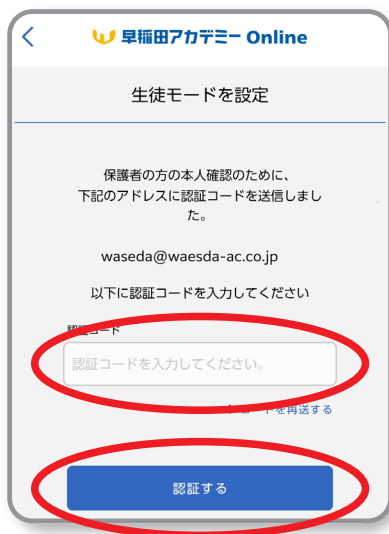 早稲田アカデミー Online
生徒モードを設定
保護者の方の本人確認のために、
下記のアドレスに認証コードを送信しまし
た。
waseda@waesda-ac.co.jp
以下に認証コードを入力してください
認証コード
認証コードを入力してください。
コードを再送する
認証する